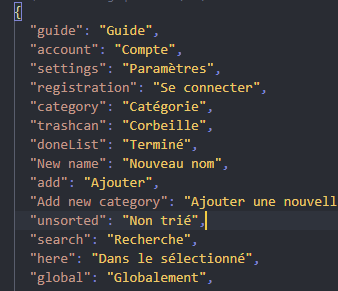 {
"guide": "Guide",
"account": "Compte",
"settings": "Paramètres",
"registration": "Se connecter",
"category": "Catégorie",
"trashcan": "Corbeille",
"doneList": "Terminé",
"New name": "Nouveau nom",
"add": "Ajouter",
"Add new category": "Ajouter une nouvell
"unsorted": "Non trié",
"search": "Recherche",
"here": "Dans le sélectionné",
"global": "Globalement",